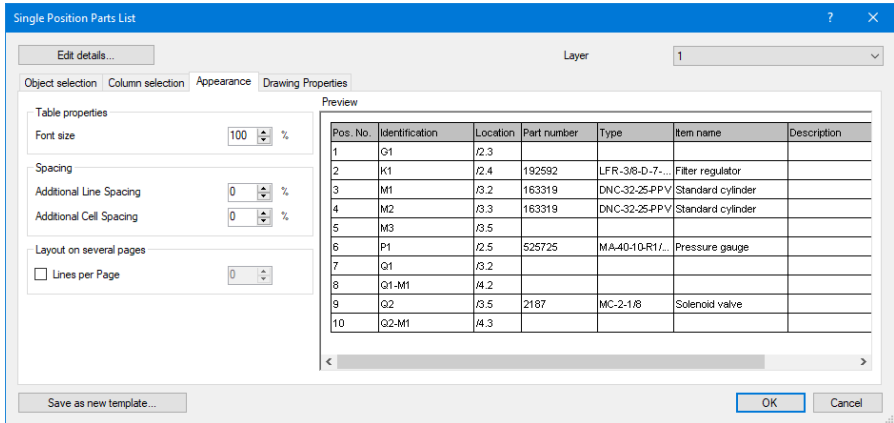 Single Position Parts List ? ×
Edit details... Layer 1
Object selection Column selection Appearance Drawing Properties
Table properties
Font size 100 %
Spacing
Additional Line Spacing 0 %
Additional Cell Spacing 0 %
Layout on several pages
Lines per Page 0
Preview
Pos. No. Identification Location Part number Type Item name Description
1 G1 /2.3
2 K1 /2.4 192592 LFR-3/8-D-7-... Filter regulator
3 M1 /3.2 163319 DNC-32-25-PPV Standard cylinder
4 M2 /3.3 163319 DNC-32-25-PPV Standard cylinder
5 M3 /3.5
6 P1 /2.5 525725 MA-40-10-R1/... Pressure gauge
7 Q1 /3.2
8 Q1-M1 /4.2
9 Q2 /3.5 2187 MC-2-1/8 Solenoid valve
10 Q2-M1 /4.3
Save as new template... OK Cancel